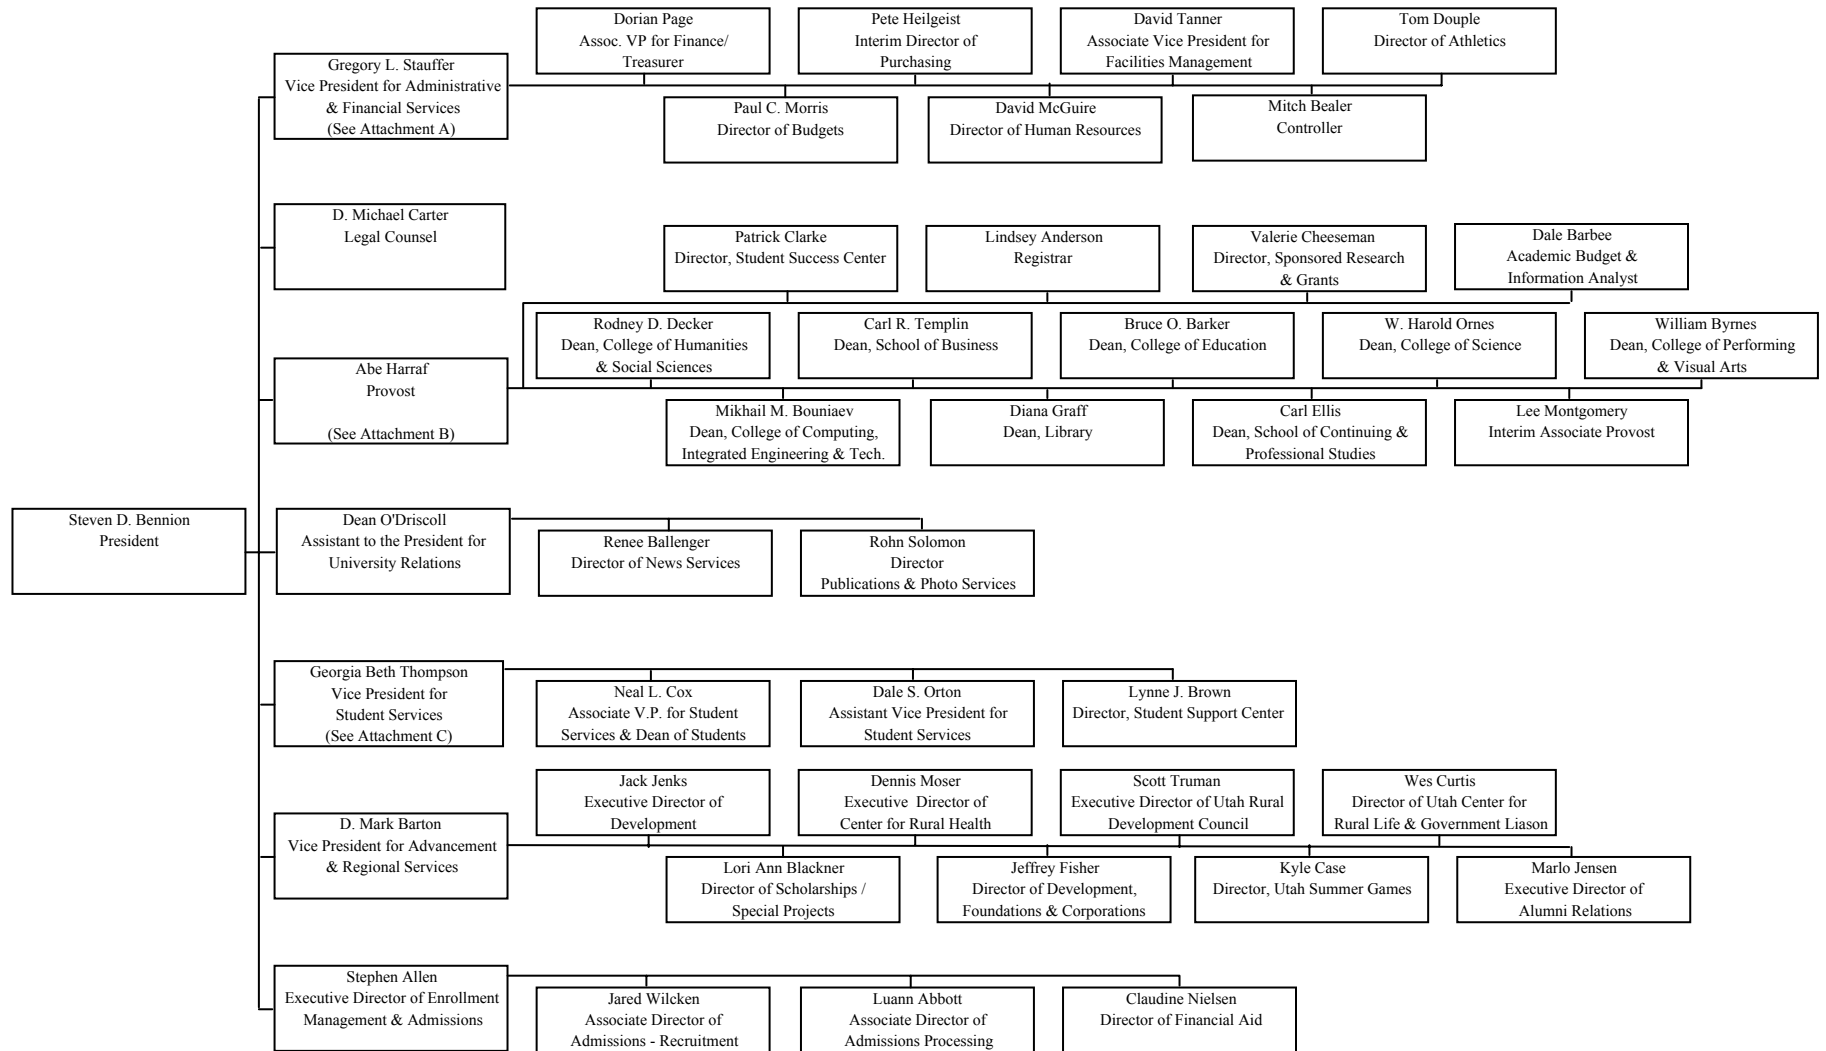 Dorian Page
Assoc. VP for Finance/
Treasurer
Pete Heilgeist
Interim Director of
Purchasing
David Tanner
Associate Vice President for
Facilities Management
Tom Douple
Director of Athletics
Gregory L. Stauffer
Vice President for Administrative
& Financial Services
(See Attachment A)
Paul C. Morris
Director of Budgets
David McGuire
Director of Human Resources
Mitch Bealer
Controller
D. Michael Carter
Legal Counsel
Patrick Clarke
Director, Student Success Center
Lindsey Anderson
Registrar
Valerie Cheeseman
Director, Sponsored Research
& Grants
Dale Barbee
Academic Budget &
Information Analyst
Rodney D. Decker
Dean, College of Humanities
& Social Sciences
Carl R. Templin
Dean, School of Business
Bruce O. Barker
Dean, College of Education
W. Harold Ornes
Dean, College of Science
William Byrnes
Dean, College of Performing
& Visual Arts
Abe Harraf
Provost
(See Attachment B)
Mikhail M. Bouniaev
Dean, College of Computing,
Integrated Engineering & Tech.
Diana Graff
Dean, Library
Carl Ellis
Dean, School of Continuing &
Professional Studies
Lee Montgomery
Interim Associate Provost
Steven D. Bennion
President
Dean O'Driscoll
Assistant to the President for
University Relations
Renee Ballenger
Director of News Services
Rohn Solomon
Director
Publications & Photo Services
Georgia Beth Thompson
Vice President for
Student Services
(See Attachment C)
Neal L. Cox
Associate V.P. for Student
Services & Dean of Students
Dale S. Orton
Assistant Vice President for
Student Services
Lynne J. Brown
Director, Student Support Center
Jack Jenks
Executive Director of
Development
Dennis Moser
Executive  Director of
Center for Rural Health
Scott Truman
Executive Director of Utah Rural
Development Council
Wes Curtis
Director of Utah Center for
Rural Life & Government Liason
D. Mark Barton
Vice President for Advancement
& Regional Services
Lori Ann Blackner
Director of Scholarships /
Special Projects
Jeffrey Fisher
Director of Development,
Foundations & Corporations
Kyle Case
Director, Utah Summer Games
Marlo Jensen
Executive Director of
Alumni Relations
Stephen Allen
Executive Director of Enrollment
Management & Admissions
Jared Wilcken
Associate Director of
Admissions - Recruitment
Luann Abbott
Associate Director of
Admissions Processing
Claudine Nielsen
Director of Financial Aid